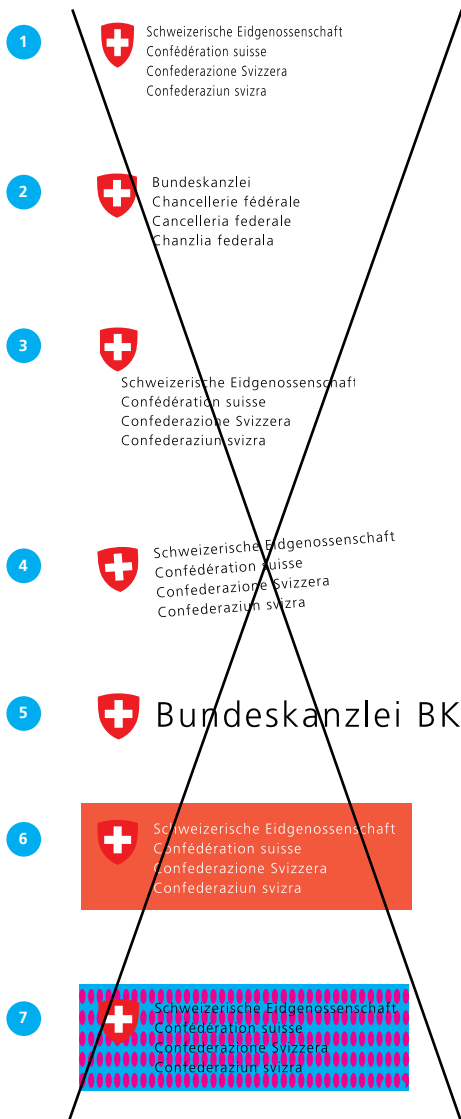 1
Schweizerische Eidgenossenschaft
Confédération suisse
Confederazione Svizzera
Confederaziun svizra
2
Bundeskanzlei
Chancellerie fédérale
Cancelleria federale
Chanzlia federala
3
Schweizerische Eidgenossenschaft
Confédération suisse
Confederazione Svizzera
Confederaziun svizra
4
Schweizerische Eidgenossenschaft
Confédération suisse
Confederazione Svizzera
Confederaziun svizra
5
Bundeskanzlei BK
6
Schweizerische Eidgenossenschaft
Confédération suisse
Confederazione Svizzera
Confederaziun svizra
7
Schweizerische Eidgenossenschaft
Confédération suisse
Confederazione Svizzera
Confederaziun svizra